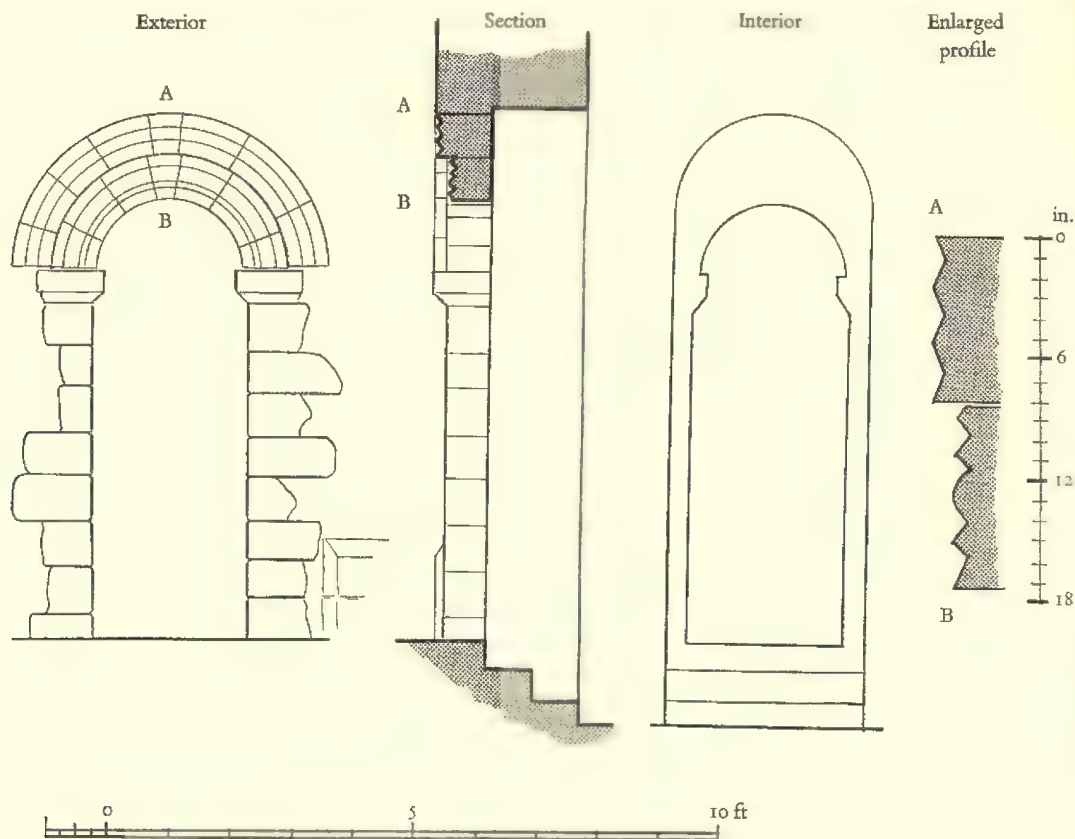 Exterior
Section
Interior
Enlarged
profile
A
B
A
B
A
B
in.
0
6
12
18
0
5
10 ft